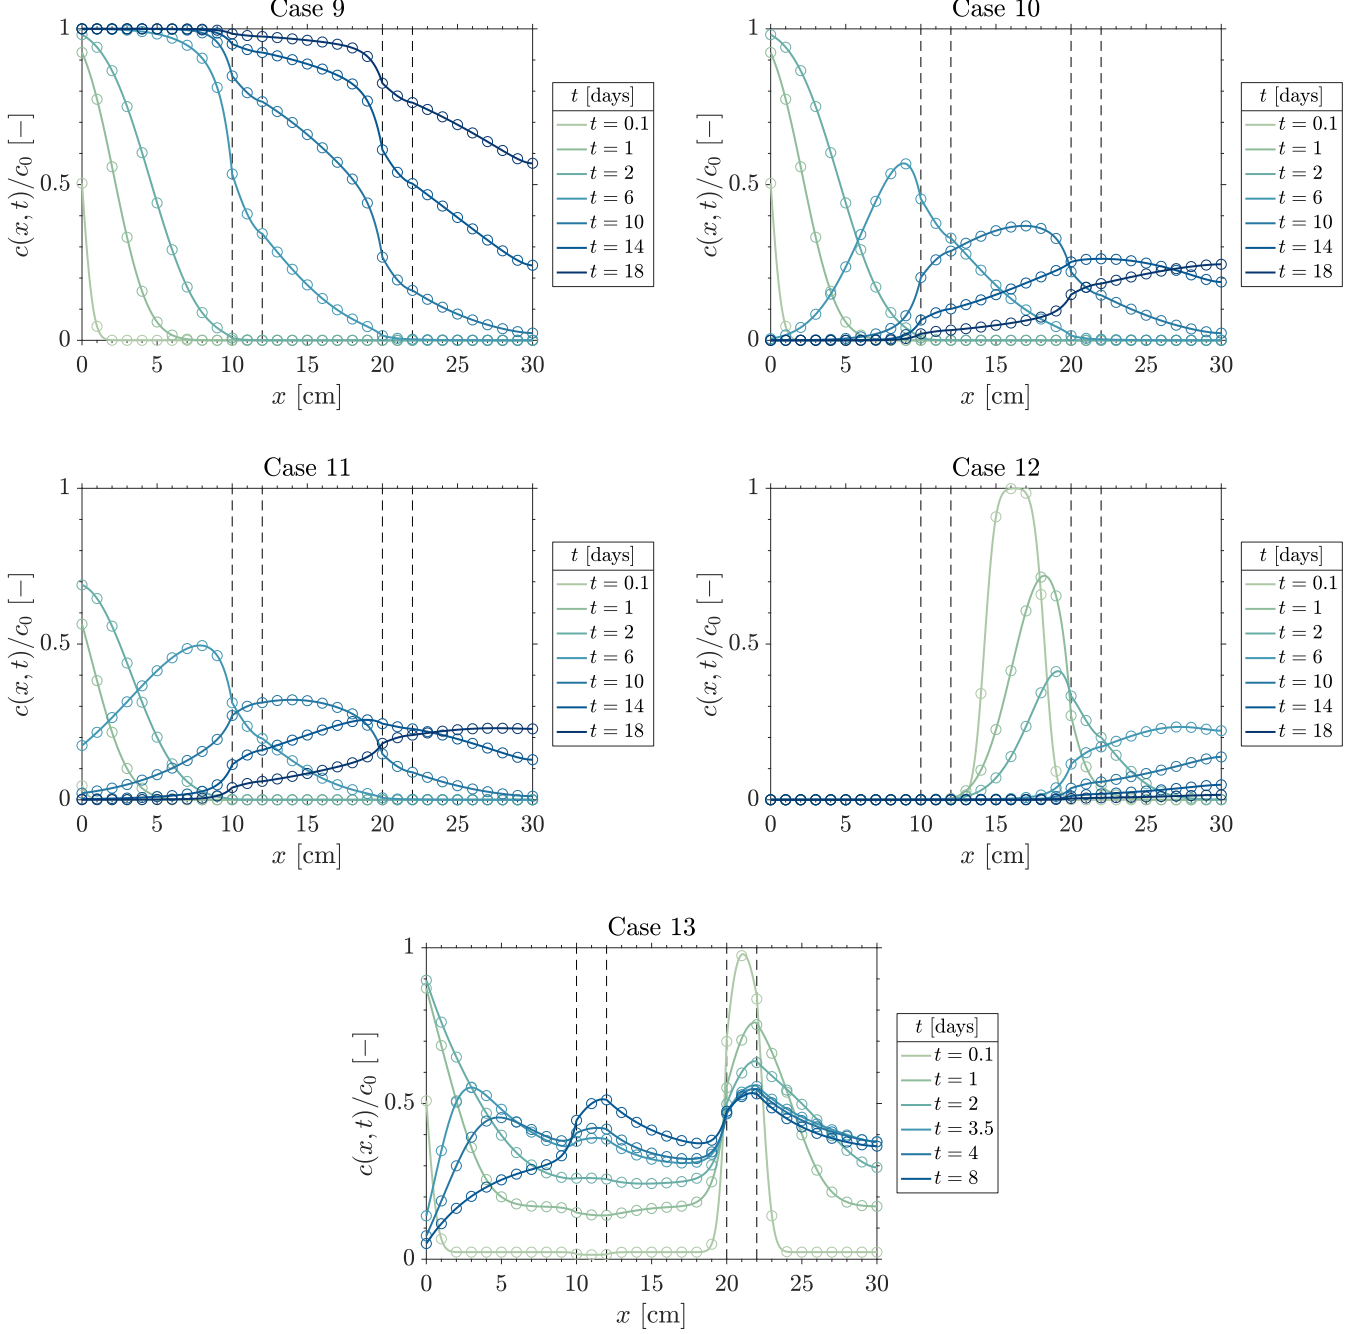 Case 9
1
0.5
0
c(x, t)/c₀ [−]
0 5 10 15 20 25 30
x [cm]
t [days]
t = 0.1
t = 1
t = 2
t = 6
t = 10
t = 14
t = 18
Case 10
1
0.5
0
c(x, t)/c₀ [−]
0 5 10 15 20 25 30
x [cm]
t [days]
t = 0.1
t = 1
t = 2
t = 6
t = 10
t = 14
t = 18
Case 11
1
0.5
0
c(x, t)/c₀ [−]
0 5 10 15 20 25 30
x [cm]
t [days]
t = 0.1
t = 1
t = 2
t = 6
t = 10
t = 14
t = 18
Case 12
1
0.5
0
c(x, t)/c₀ [−]
0 5 10 15 20 25 30
x [cm]
t [days]
t = 0.1
t = 1
t = 2
t = 6
t = 10
t = 14
t = 18
Case 13
1
0.5
0
c(x, t)/c₀ [−]
0 5 10 15 20 25 30
x [cm]
t [days]
t = 0.1
t = 1
t = 2
t = 3.5
t = 4
t = 8